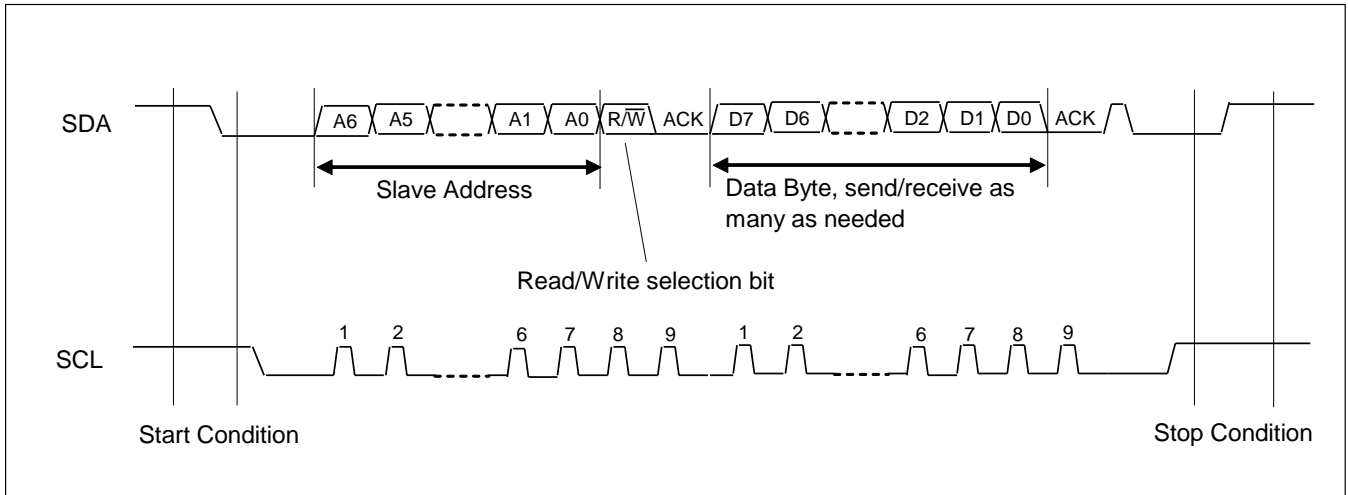 SDA
A6 A5 A1 A0 R/W̅ ACK D7 D6 D2 D1 D0 ACK
Slave Address
Data Byte, send/receive as
many as needed
Read/Write selection bit
SCL
1 2 6 7 8 9 1 2 6 7 8 9
Start Condition
Stop Condition